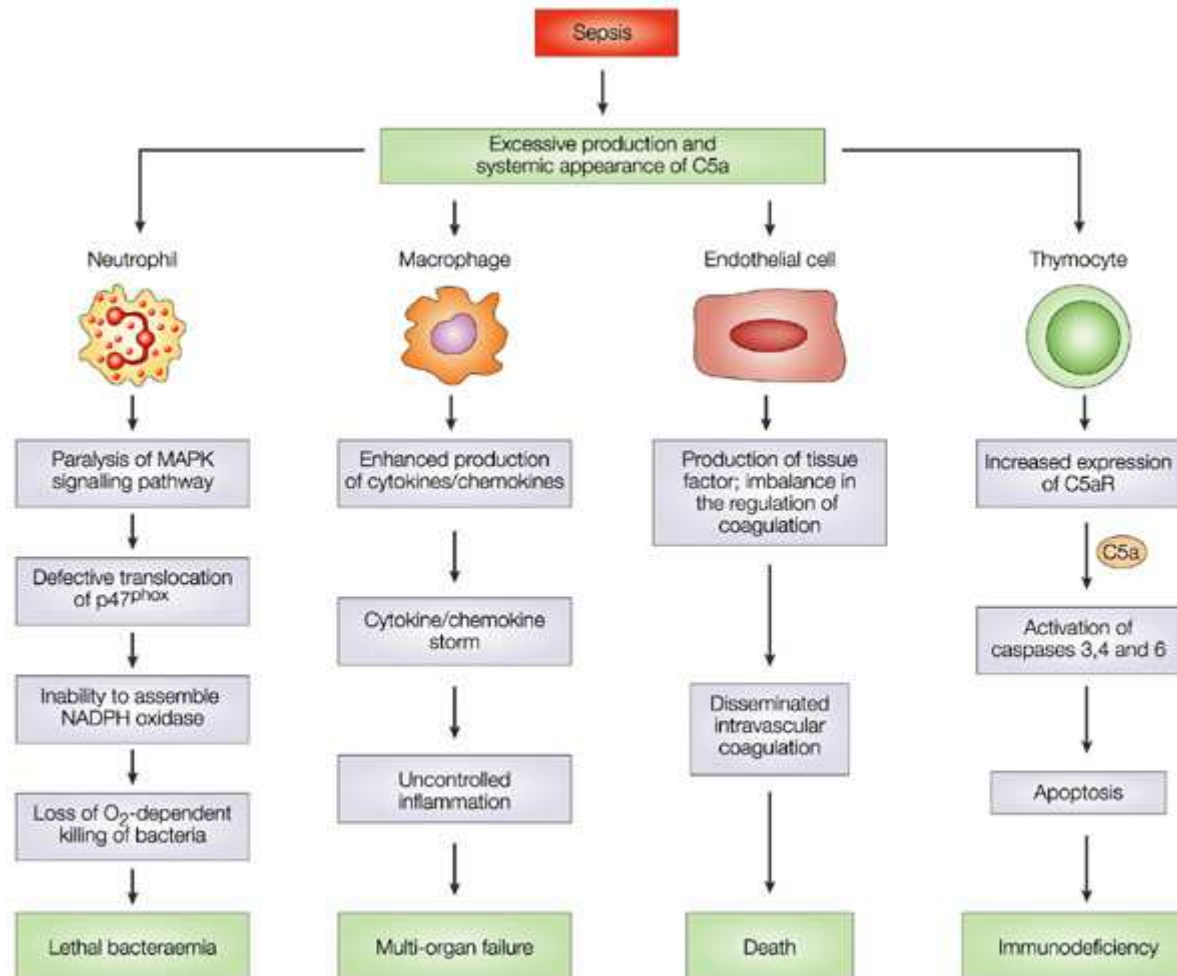 Sepsis
Excessive production and
systemic appearance of C5a
Neutrophil
Macrophage
Endothelial cell
Thymocyte
Paralysis of MAPK
signalling pathway
Defective translocation
of p47phox
Inability to assemble
NADPH oxidase
Loss of O2-dependent
killing of bacteria
Lethal bacteraemia
Enhanced production
of cytokines/chemokines
Cytokine/chemokine
storm
Uncontrolled
inflammation
Multi-organ failure
Production of tissue
factor; imbalance in
the regulation of
coagulation
Disseminated
intravascular
coagulation
Death
Increased expression
of C5aR
C5a
Activation of
caspases 3,4 and 6
Apoptosis
Immunodeficiency